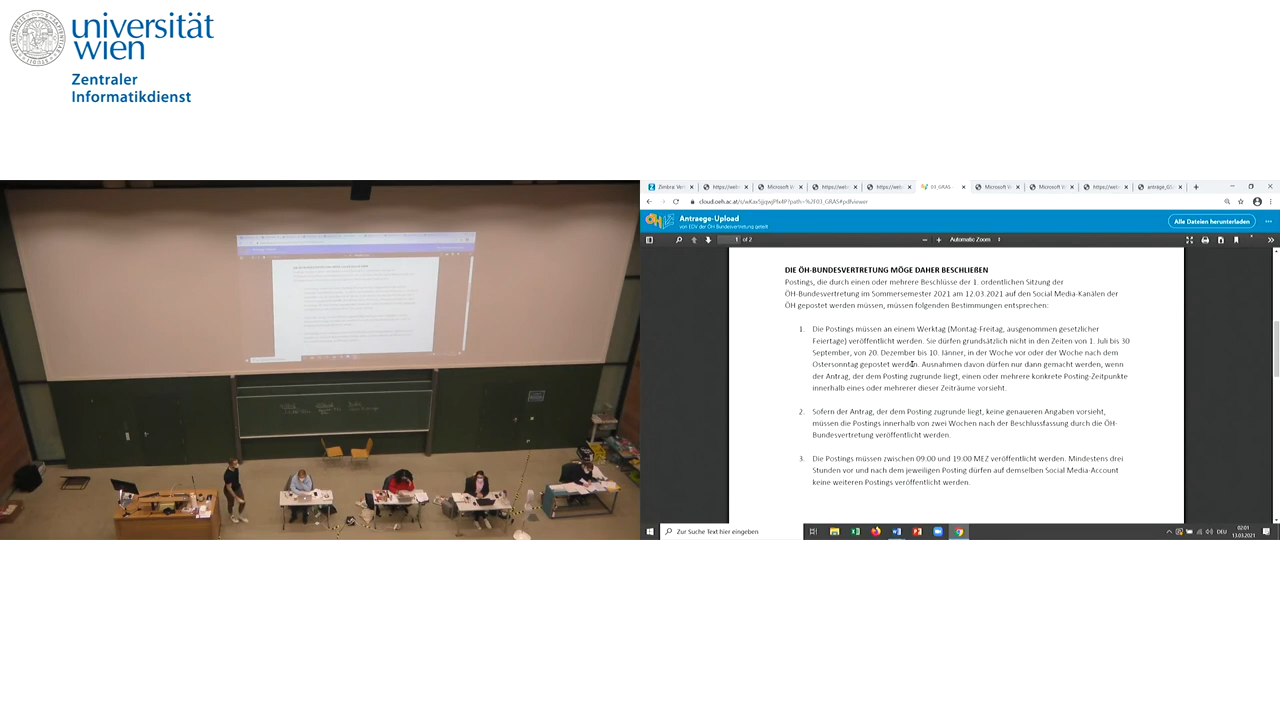 universität
wien
Zentraler
Informatikdienst
03_GRAS
cloud.oeh.ac.at
Antraege-Upload
von EDV der ÖH Bundesvertretung geteilt
Alle Dateien herunterladen
1 of 2
Automatic Zoom
DIE ÖH-BUNDESVERTRETUNG MÖGE DAHER BESCHLIEßEN
Postings, die durch einen oder mehrere Beschlüsse der 1. ordentlichen Sitzung der
ÖH-Bundesvertretung im Sommersemester 2021 am 12.03.2021 auf den Social Media-Kanälen der
ÖH gepostet werden müssen, müssen folgenden Bestimmungen entsprechen:
1. Die Postings müssen an einem Werktag (Montag-Freitag, ausgenommen gesetzlicher
Feiertage) veröffentlicht werden. Sie dürfen grundsätzlich nicht in den Zeiten von 1. Juli bis 30
September, von 20. Dezember bis 10. Jänner, in der Woche vor oder der Woche nach dem
Ostersonntag gepostet werden. Ausnahmen davon dürfen nur dann gemacht werden, wenn
der Antrag, der dem Posting zugrunde liegt, einen oder mehrere konkrete Posting-Zeitpunkte
innerhalb eines oder mehrerer dieser Zeiträume vorsieht.
2. Sofern der Antrag, der dem Posting zugrunde liegt, keine genaueren Angaben vorsieht,
müssen die Postings innerhalb von zwei Wochen nach der Beschlussfassung durch die ÖH-
Bundesvertretung veröffentlicht werden.
3. Die Postings müssen zwischen 09:00 und 19:00 MEZ veröffentlicht werden. Mindestens drei
Stunden vor und nach dem jeweiligen Posting dürfen auf demselben Social Media-Account
keine weiteren Postings veröffentlicht werden.
Zur Suche Text hier eingeben
DEU
02:01
13.03.2021